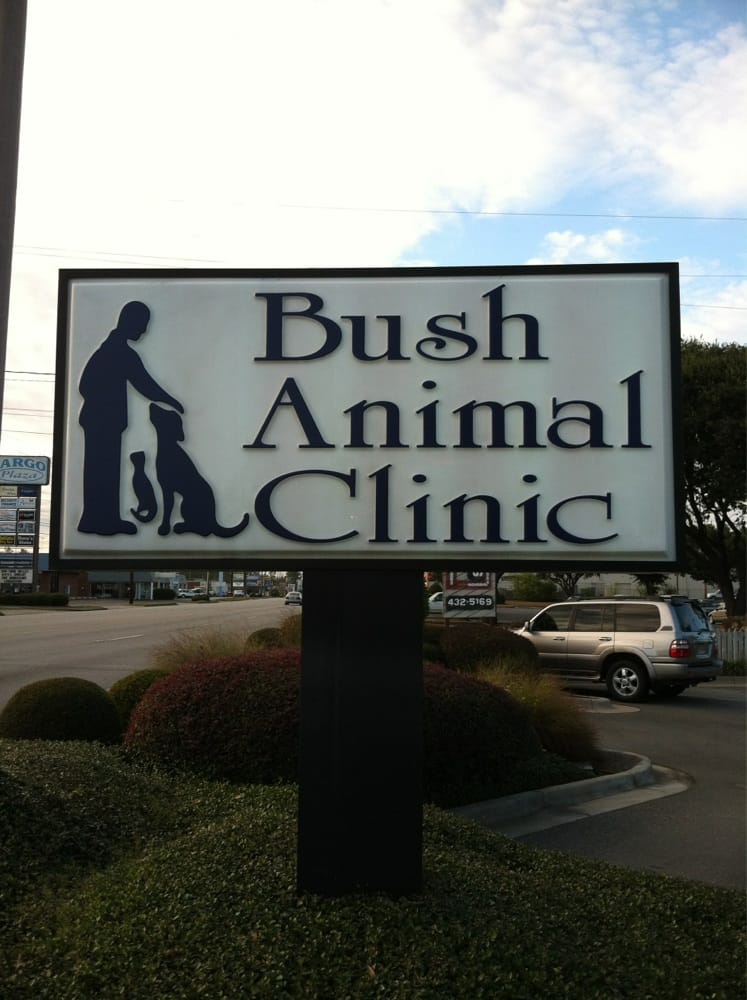 Bush
Animal
Clinic
ARGO
Plaza
432-5169